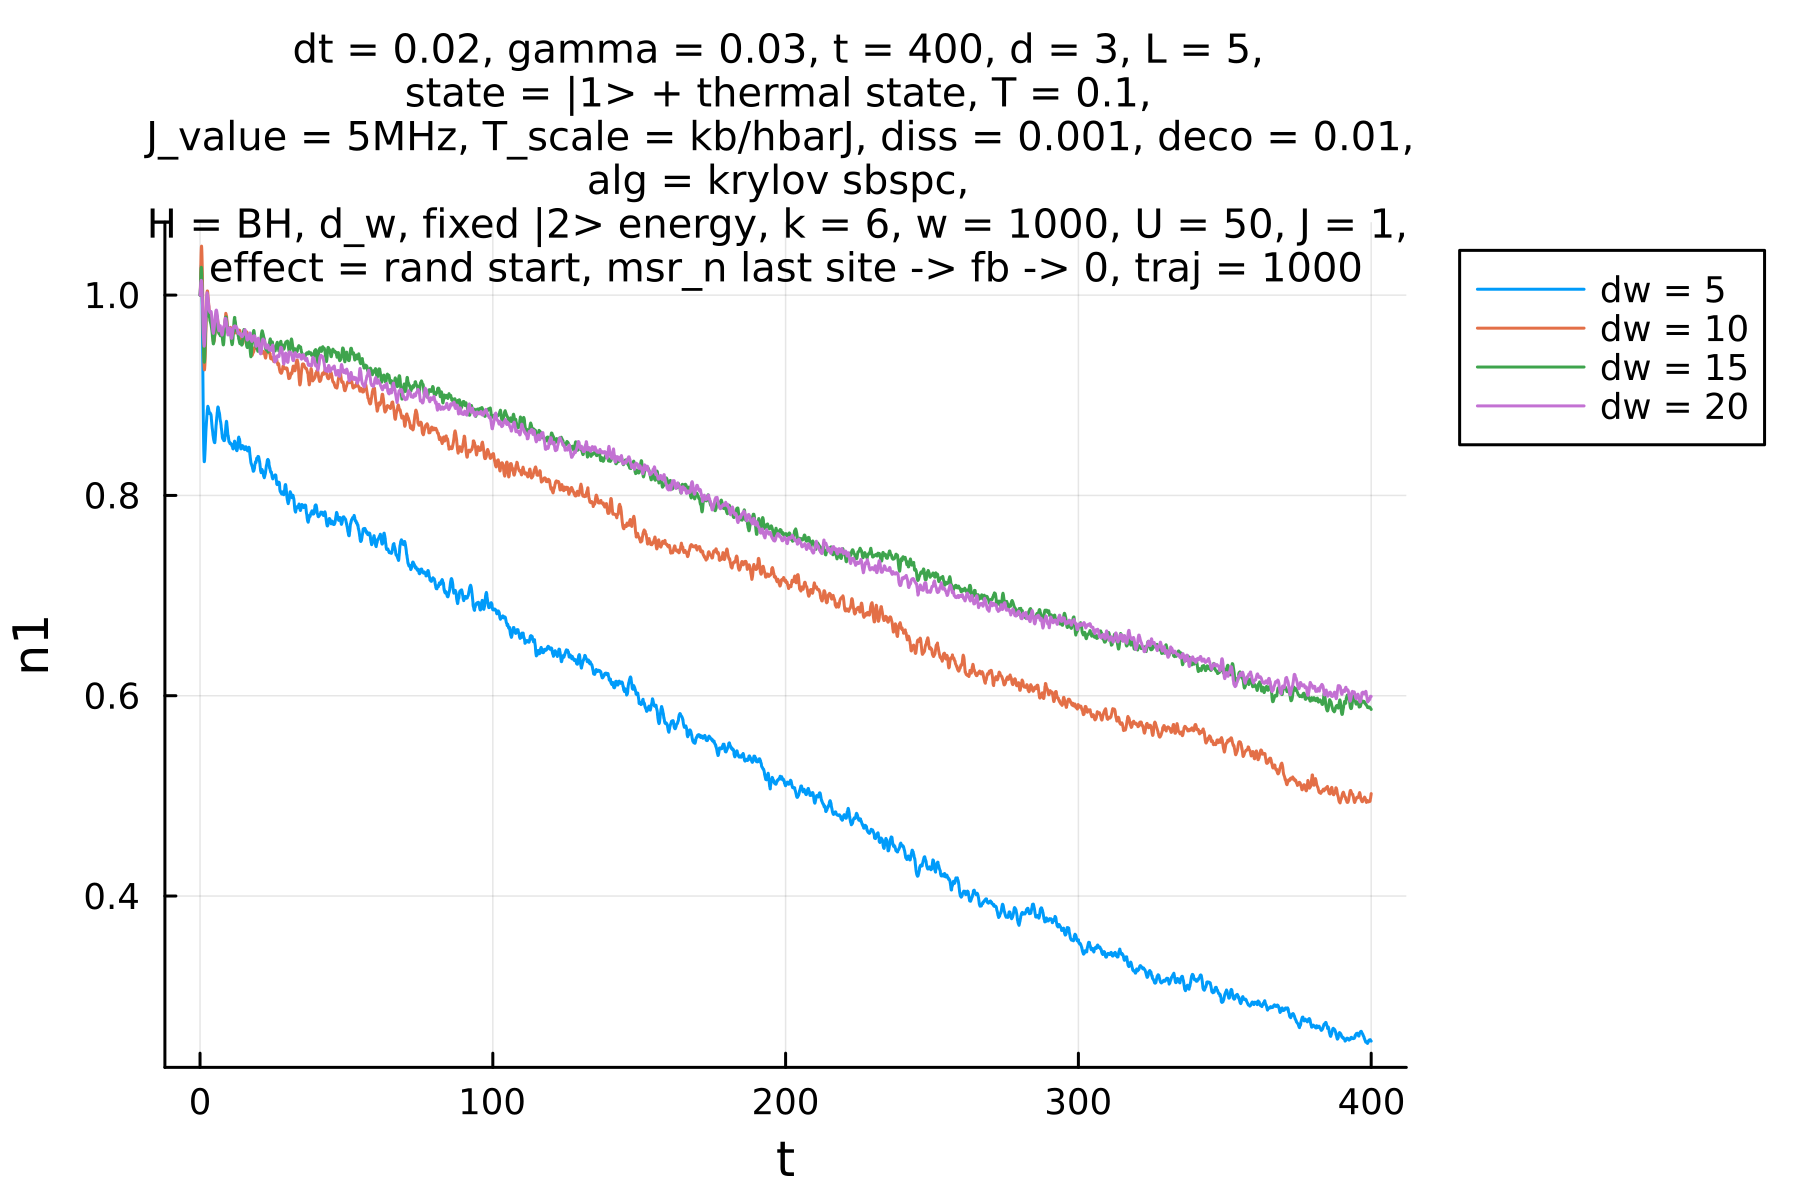 dt = 0.02, gamma = 0.03, t = 400, d = 3, L = 5,
state = |1> + thermal state, T = 0.1,
J_value = 5MHz, T_scale = kb/hbarJ, diss = 0.001, deco = 0.01,
alg = krylov sbspc,
H = BH, d_w, fixed |2> energy, k = 6, w = 1000, U = 50, J = 1,
effect = rand start, msr_n last site -> fb -> 0, traj = 1000
dw = 5
dw = 10
dw = 15
dw = 20
n1
1.0
0.8
0.6
0.4
0 100 200 300 400
t